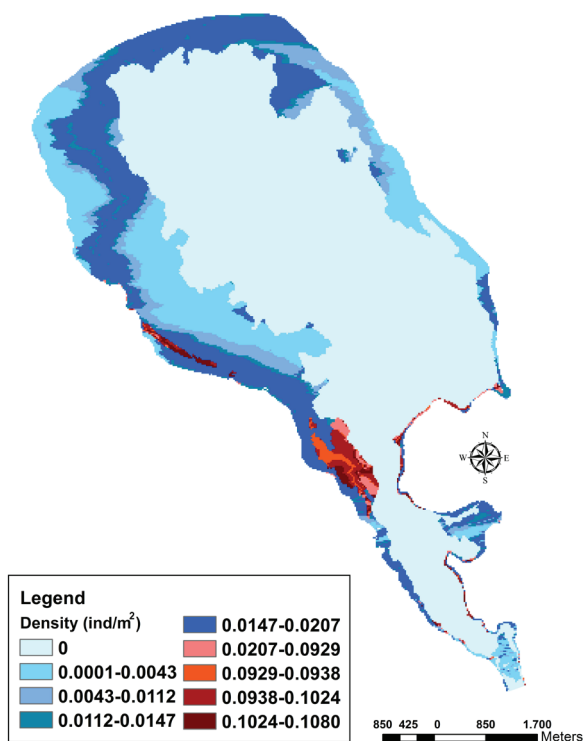 N
W E
S
Legend
Density (ind/m²)
0
0.0001-0.0043
0.0043-0.0112
0.0112-0.0147
0.0147-0.0207
0.0207-0.0929
0.0929-0.0938
0.0938-0.1024
0.1024-0.1080
850 425 0 850 1.700
Meters